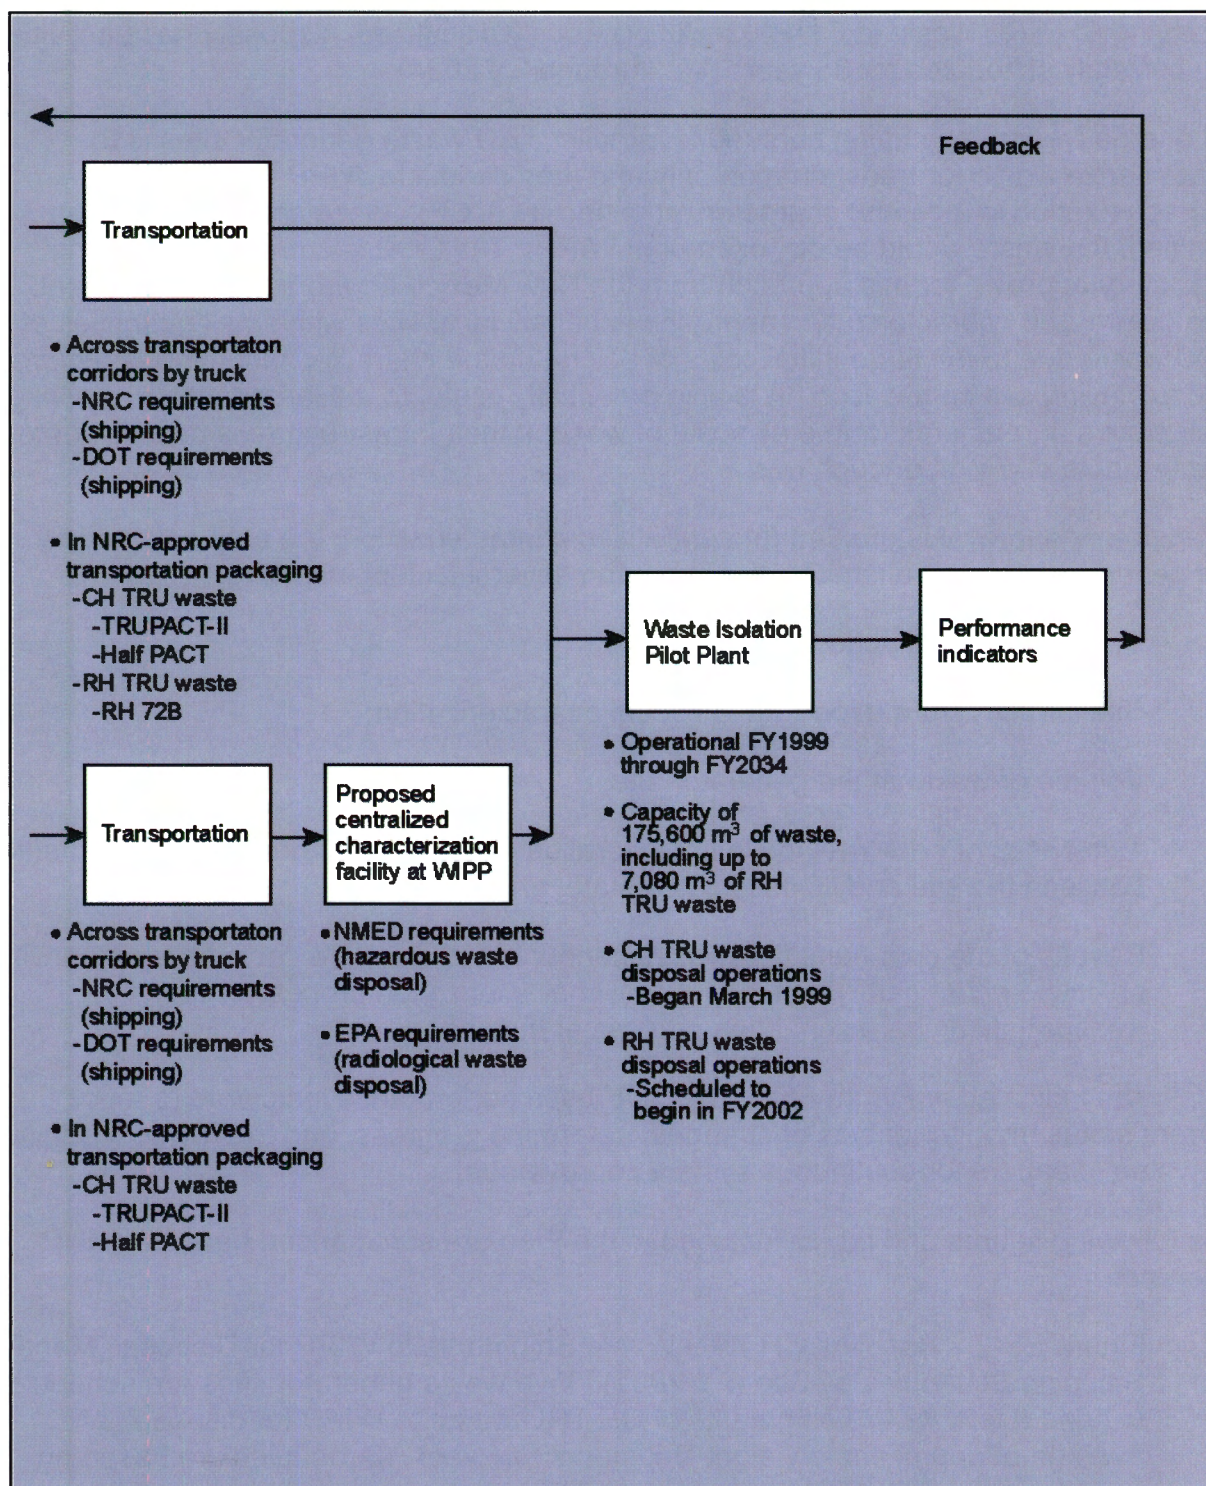 Feedback
Transportation
• Across transportaton
corridors by truck
-NRC requirements
(shipping)
-DOT requirements
(shipping)
• In NRC-approved
transportation packaging
-CH TRU waste
-TRUPACT-II
-Half PACT
-RH TRU waste
-RH 72B
Transportation
• Across transportaton
corridors by truck
-NRC requirements
(shipping)
-DOT requirements
(shipping)
• In NRC-approved
transportation packaging
-CH TRU waste
-TRUPACT-II
-Half PACT
Proposed
centralized
characterization
facility at WIPP
• NMED requirements
(hazardous waste
disposal)
• EPA requirements
(radiological waste
disposal)
Waste Isolation
Pilot Plant
• Operational FY1999
through FY2034
• Capacity of
175,600 m³ of waste,
including up to
7,080 m³ of RH
TRU waste
• CH TRU waste
disposal operations
-Began March 1999
• RH TRU waste
disposal operations
-Scheduled to
begin in FY2002
Performance
indicators